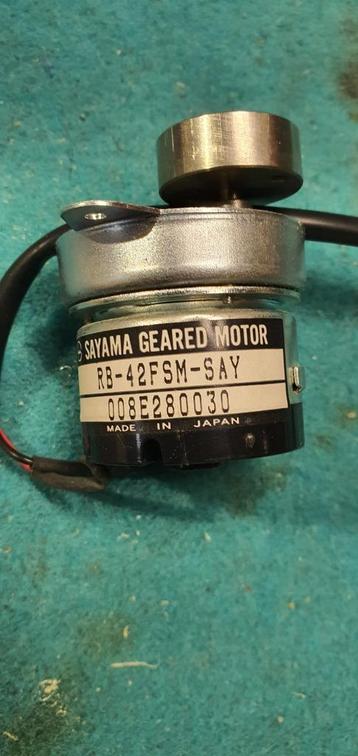 SAYAMA GEARED MOTOR
RB-42FSM-SAY
008E280030
MADE IN JAPAN